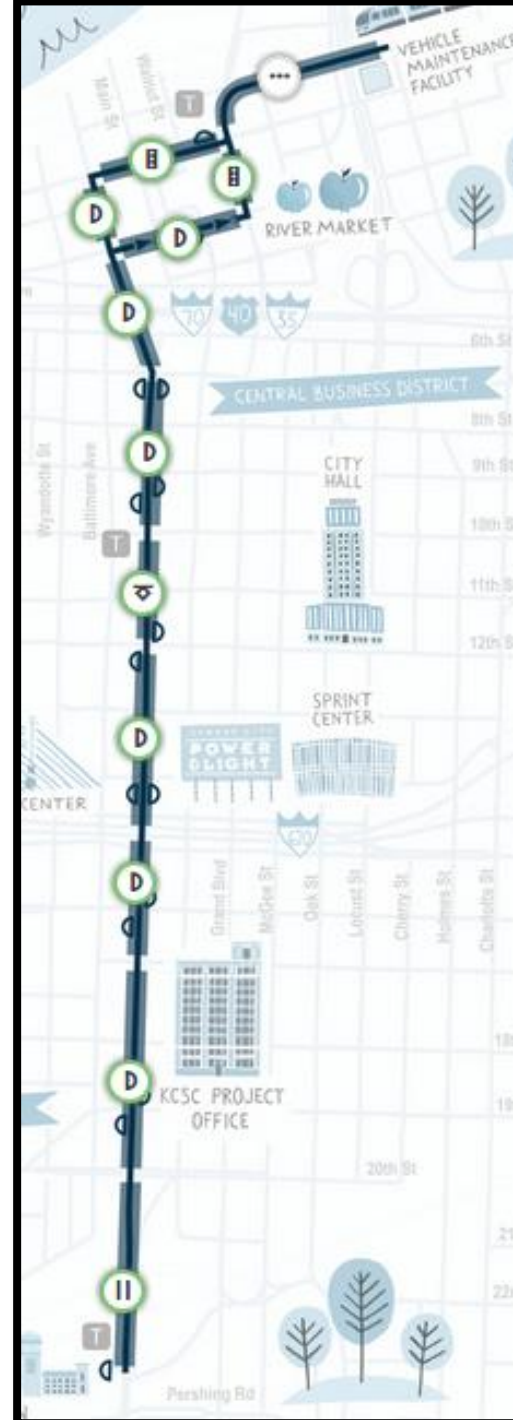 VEHICLE
MAINTENANCE
FACILITY
Main St
Walnut St
T
RIVER MARKET
70
40
35
6th St
CENTRAL BUSINESS DISTRICT
8th St
CITY
HALL
9th St
Wyandotte St
Baltimore Ave
10th St
T
11th St
12th St
SPRINT
CENTER
POWER
& LIGHT
CENTER
670
Grand Blvd
McGee St
Oak St
Locust St
Cherry St
Holmes St
Charlotte St
KCSC PROJECT
OFFICE
20th St
T
Pershing Rd
D
D
D
D
D
D
D